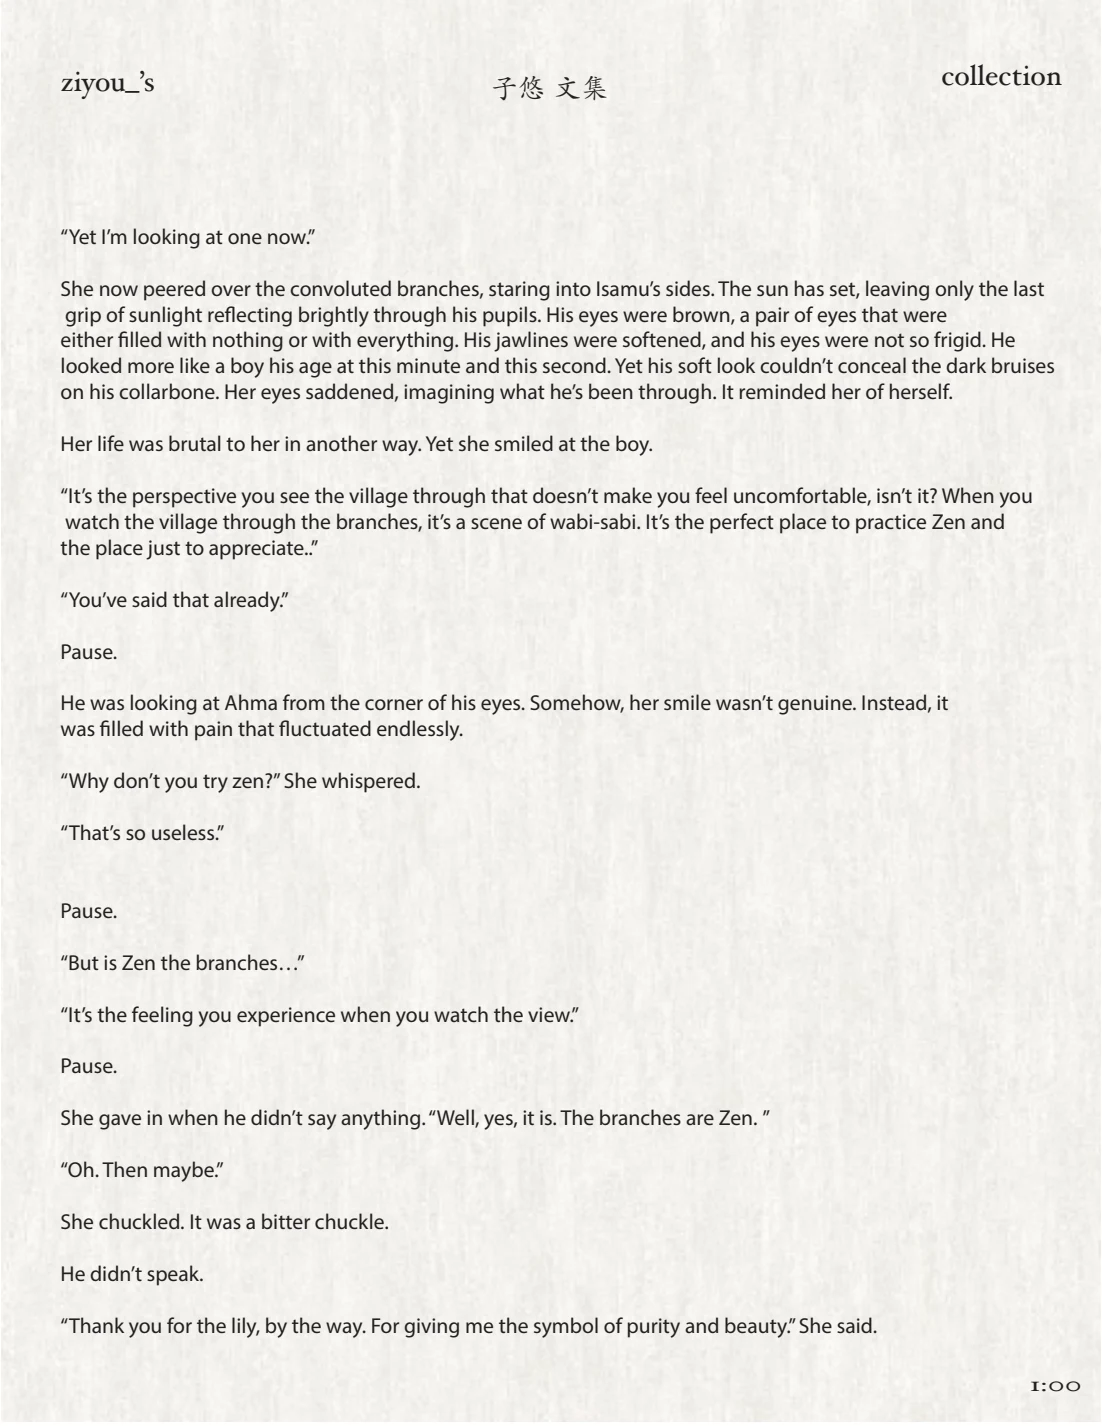 ziyou_’s
子悠 文集
collection
“Yet I’m looking at one now.”
She now peered over the convoluted branches, staring into Isamu’s sides. The sun has set, leaving only the last
grip of sunlight reflecting brightly through his pupils. His eyes were brown, a pair of eyes that were
either filled with nothing or with everything. His jawlines were softened, and his eyes were not so frigid. He
looked more like a boy his age at this minute and this second. Yet his soft look couldn’t conceal the dark bruises
on his collarbone. Her eyes saddened, imagining what he’s been through. It reminded her of herself.
Her life was brutal to her in another way. Yet she smiled at the boy.
“It’s the perspective you see the village through that doesn’t make you feel uncomfortable, isn’t it? When you
watch the village through the branches, it’s a scene of wabi-sabi. It’s the perfect place to practice Zen and
the place just to appreciate..”
“You’ve said that already.”
Pause.
He was looking at Ahma from the corner of his eyes. Somehow, her smile wasn’t genuine. Instead, it
was filled with pain that fluctuated endlessly.
“Why don’t you try zen?” She whispered.
“That’s so useless.”
Pause.
“But is Zen the branches…”
“It’s the feeling you experience when you watch the view.”
Pause.
She gave in when he didn’t say anything. “Well, yes, it is. The branches are Zen. ”
“Oh. Then maybe.”
She chuckled. It was a bitter chuckle.
He didn’t speak.
“Thank you for the lily, by the way. For giving me the symbol of purity and beauty.” She said.
1:00